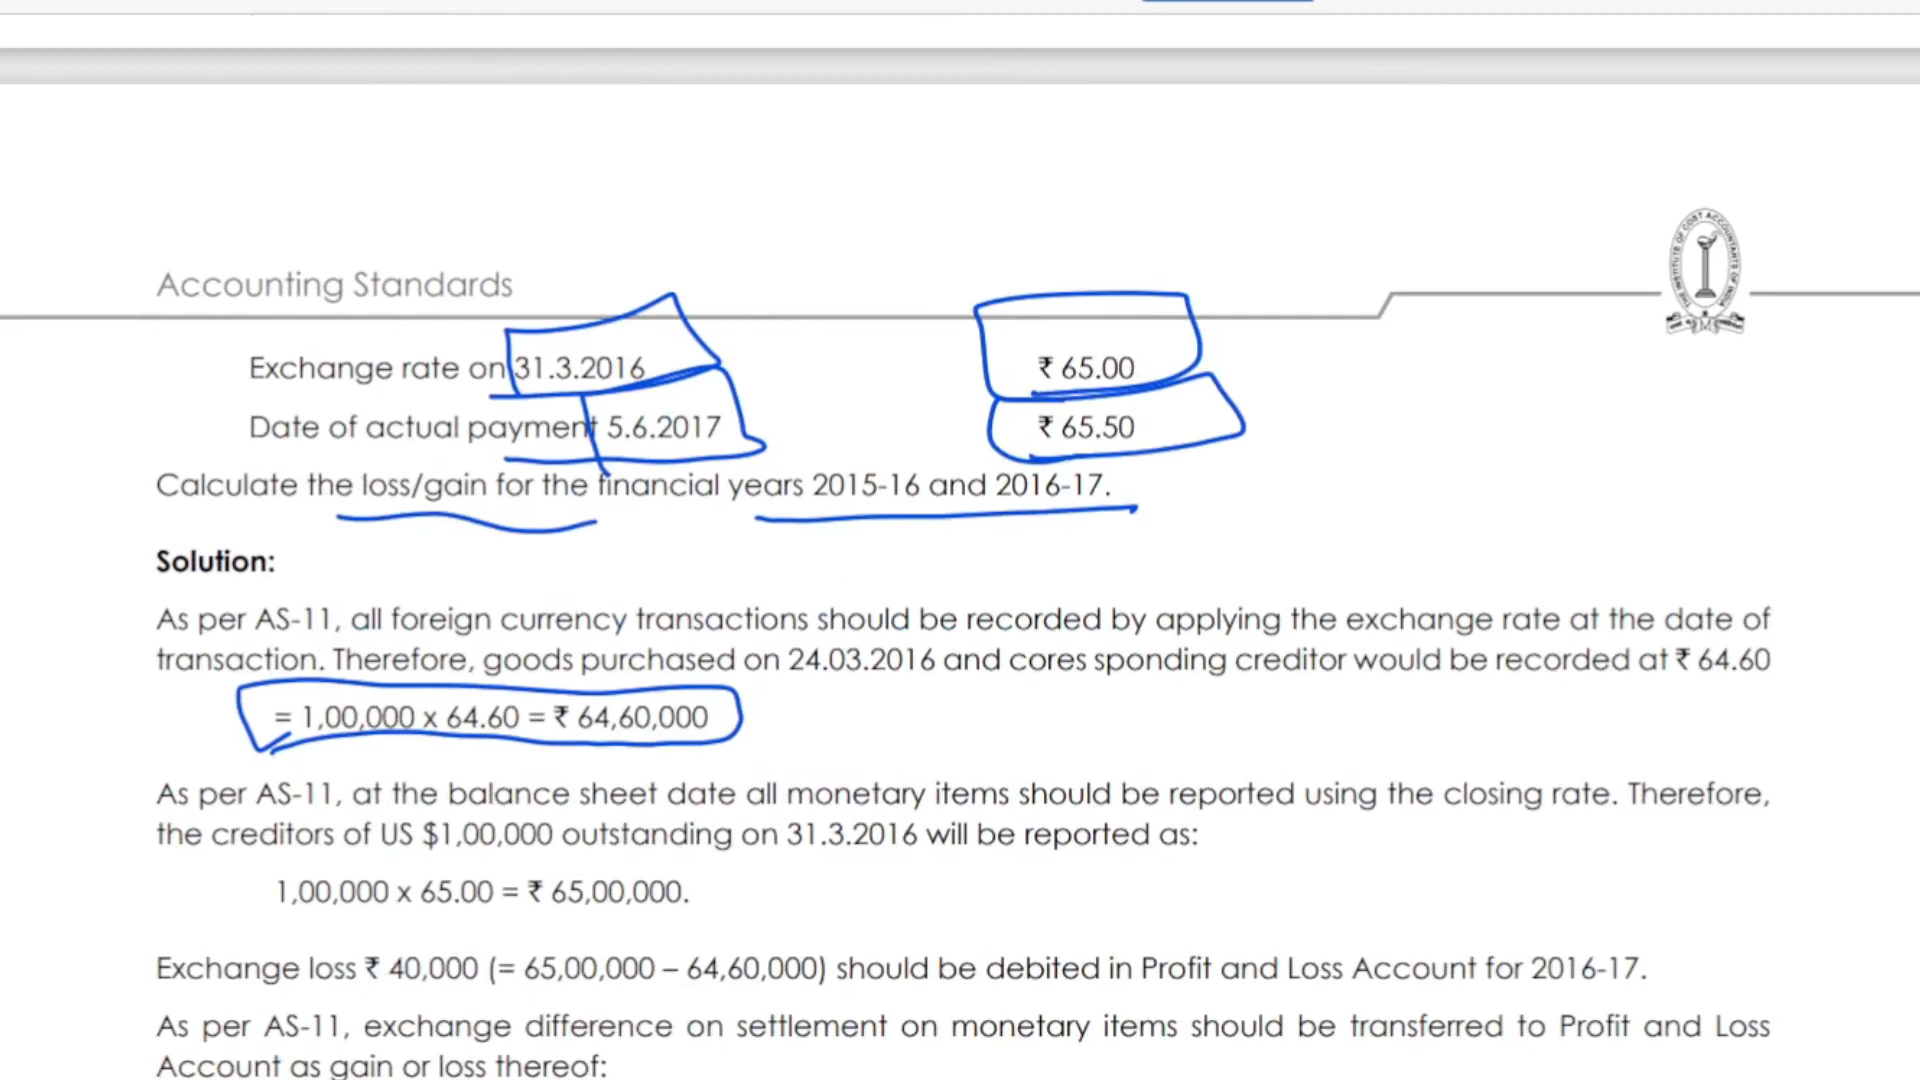 Accounting Standards
THE INSTITUTE OF COST ACCOUNTANTS OF INDIA
Exchange rate on 31.3.2016 ₹ 65.00
Date of actual payment 5.6.2017 ₹ 65.50
Calculate the loss/gain for the financial years 2015-16 and 2016-17.
Solution:
As per AS-11, all foreign currency transactions should be recorded by applying the exchange rate at the date of
transaction. Therefore, goods purchased on 24.03.2016 and cores sponding creditor would be recorded at ₹ 64.60
= 1,00,000 x 64.60 = ₹ 64,60,000
As per AS-11, at the balance sheet date all monetary items should be reported using the closing rate. Therefore,
the creditors of US $1,00,000 outstanding on 31.3.2016 will be reported as:
1,00,000 x 65.00 = ₹ 65,00,000.
Exchange loss ₹ 40,000 (= 65,00,000 – 64,60,000) should be debited in Profit and Loss Account for 2016-17.
As per AS-11, exchange difference on settlement on monetary items should be transferred to Profit and Loss
Account as gain or loss thereof: